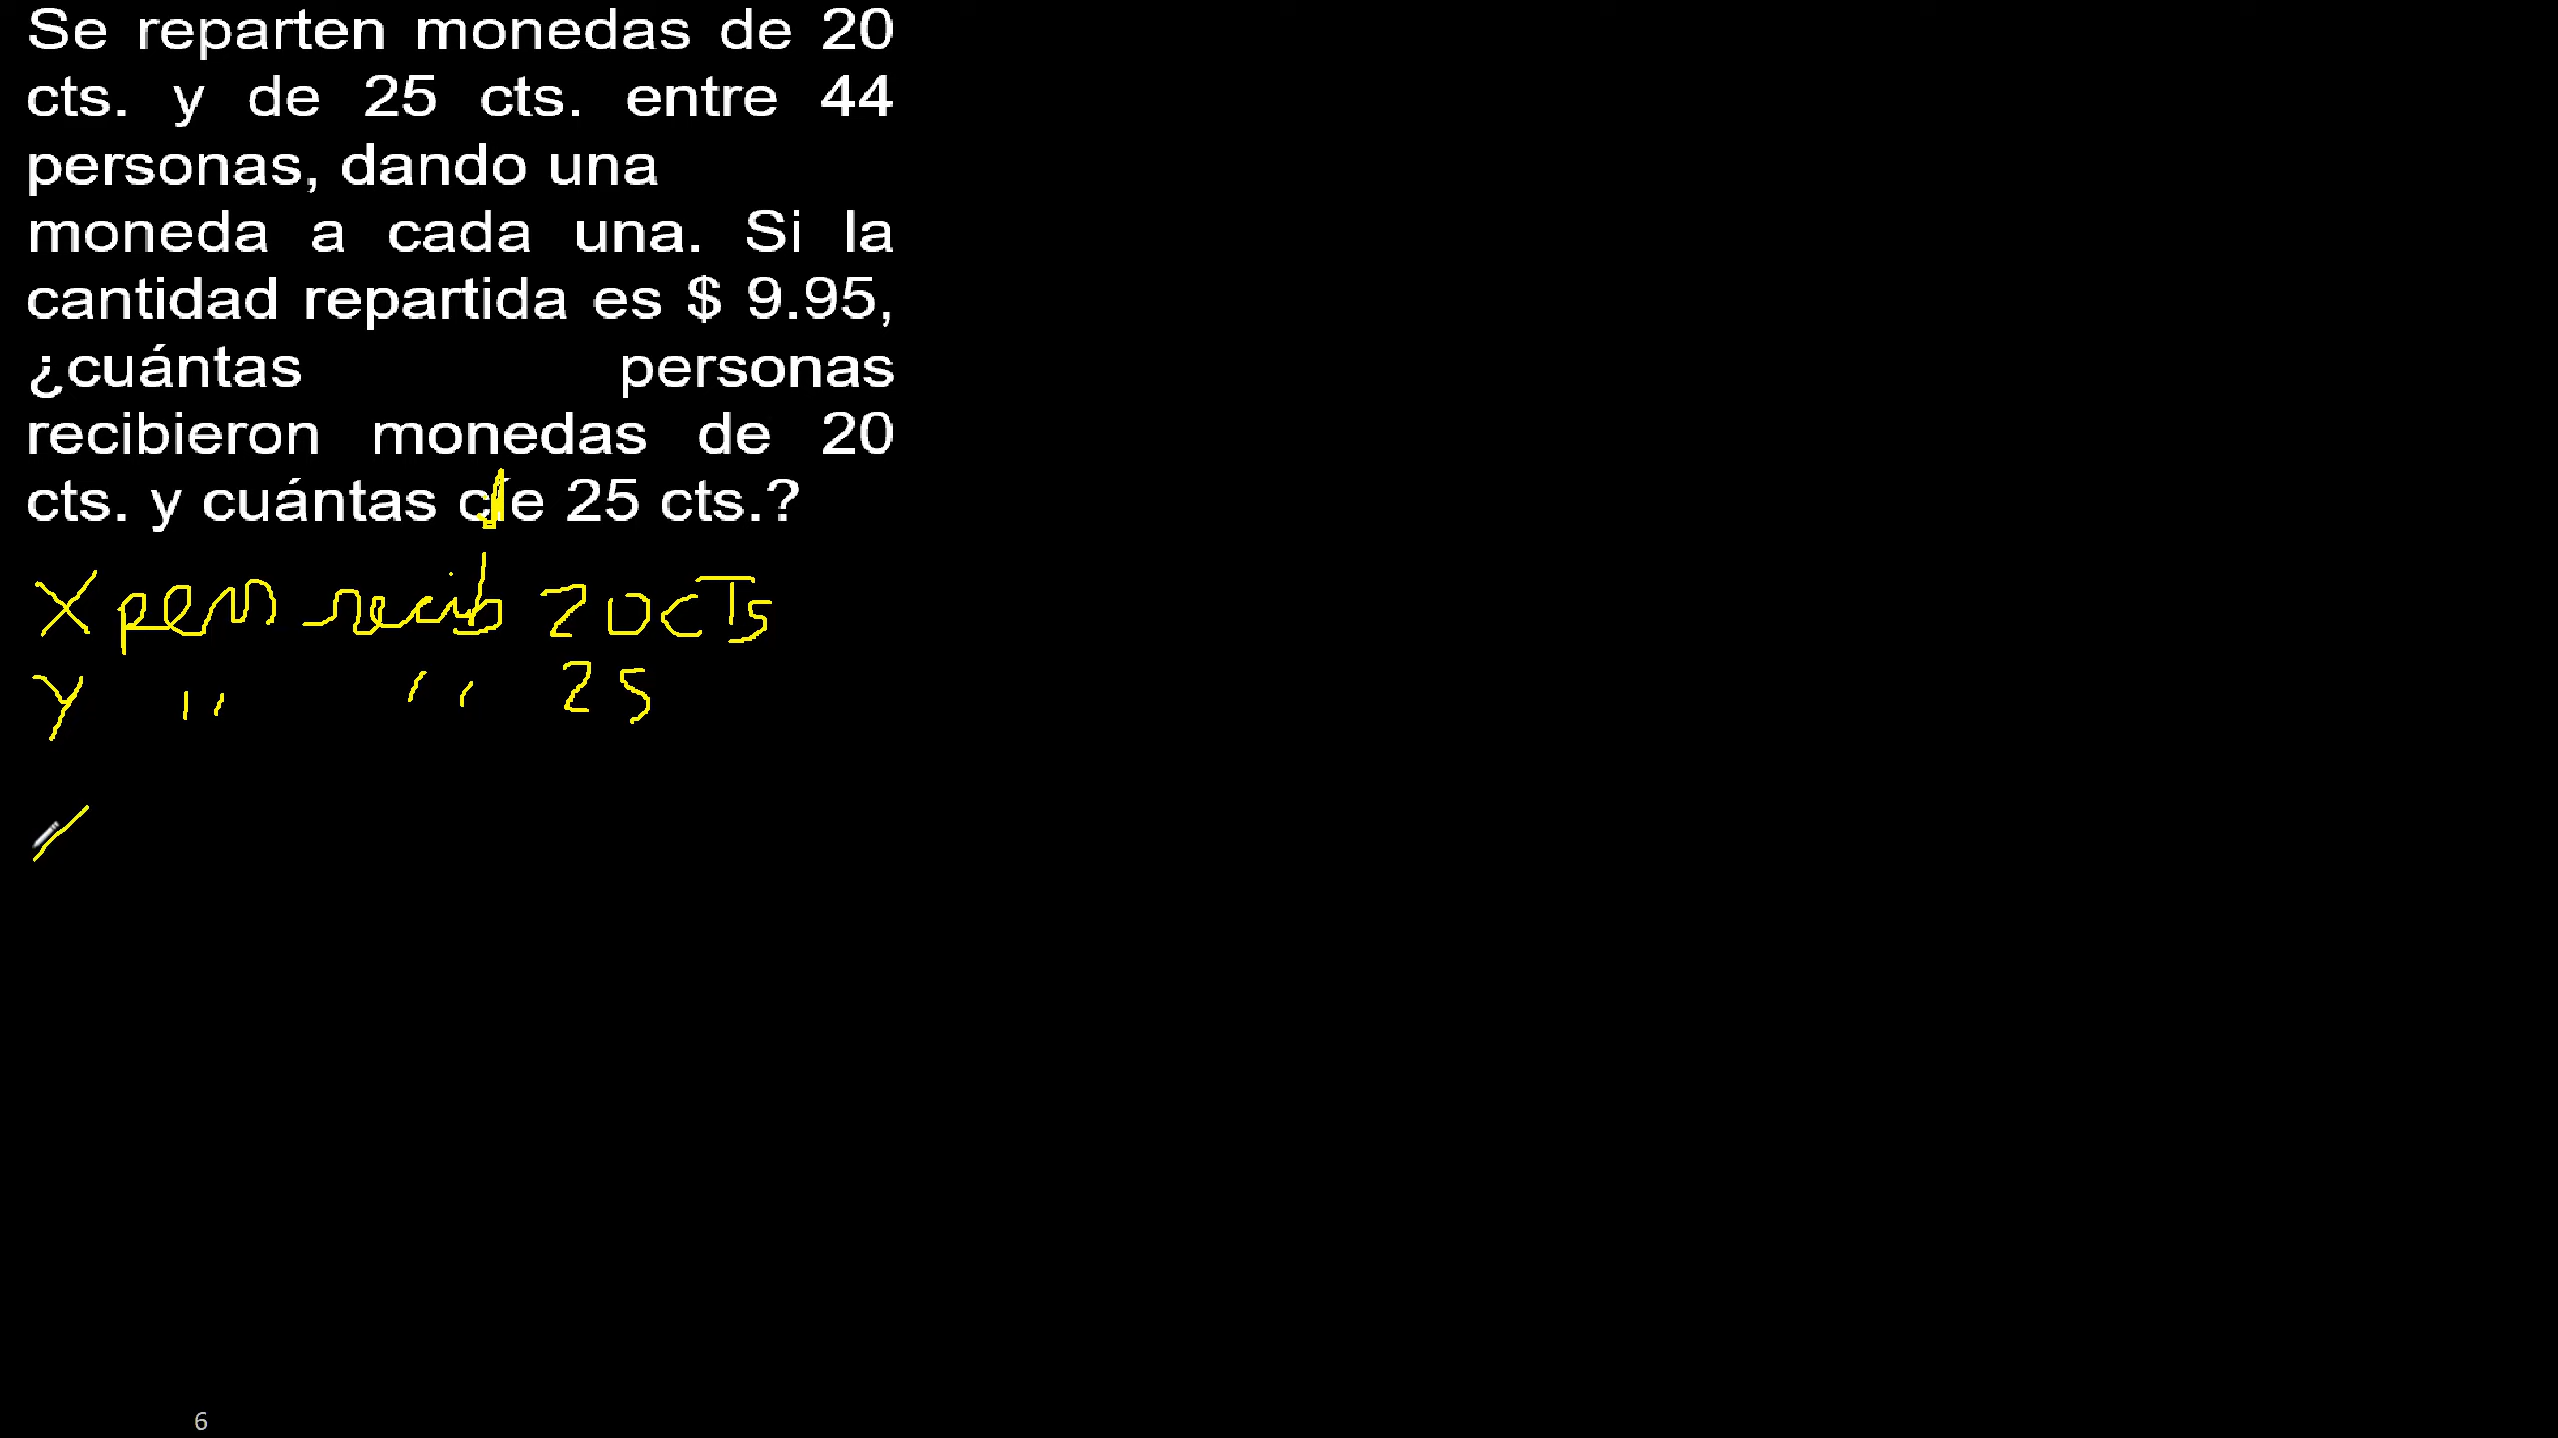 Se reparten monedas de 20
cts. y de 25 cts. entre 44
personas, dando una
moneda a cada una. Si la
cantidad repartida es $ 9.95,
¿cuántas personas
recibieron monedas de 20
cts. y cuántas de 25 cts.?
X pers recib 20 cTs
Y " " 25
6